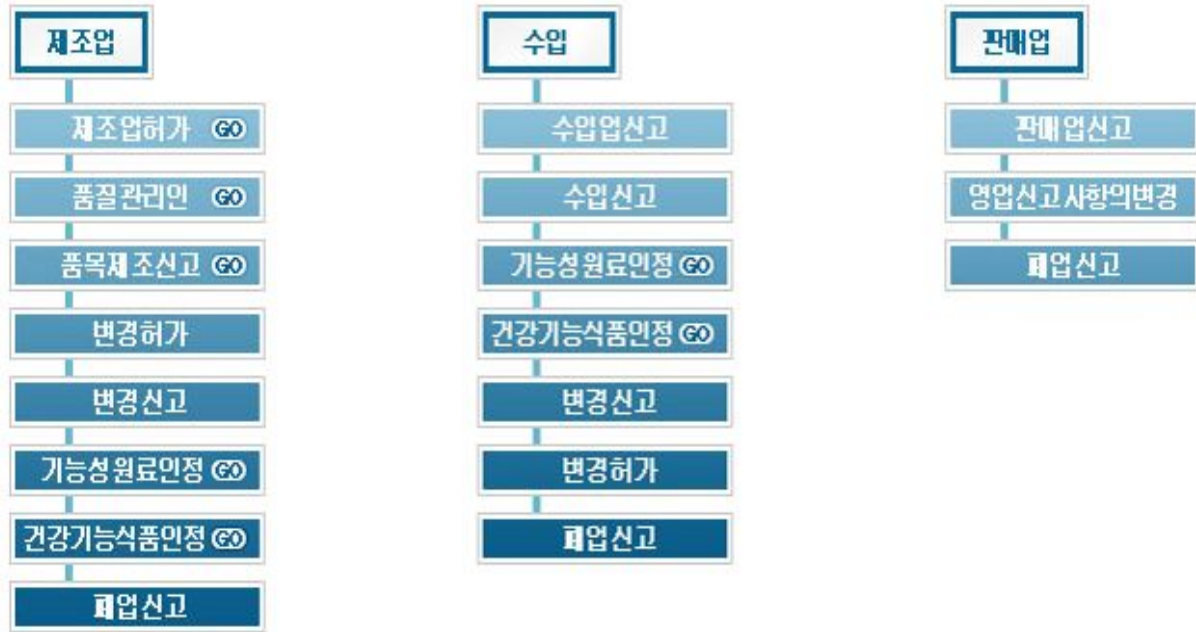 제조업
제조업허가 GO
품질관리인 GO
품목제조신고 GO
변경허가
변경신고
기능성원료인정 GO
건강기능식품인정 GO
폐업신고
수입
수입업신고
수입신고
기능성원료인정 GO
건강기능식품인정 GO
변경신고
변경허가
폐업신고
판매업
판매업신고
영업신고사항의변경
폐업신고